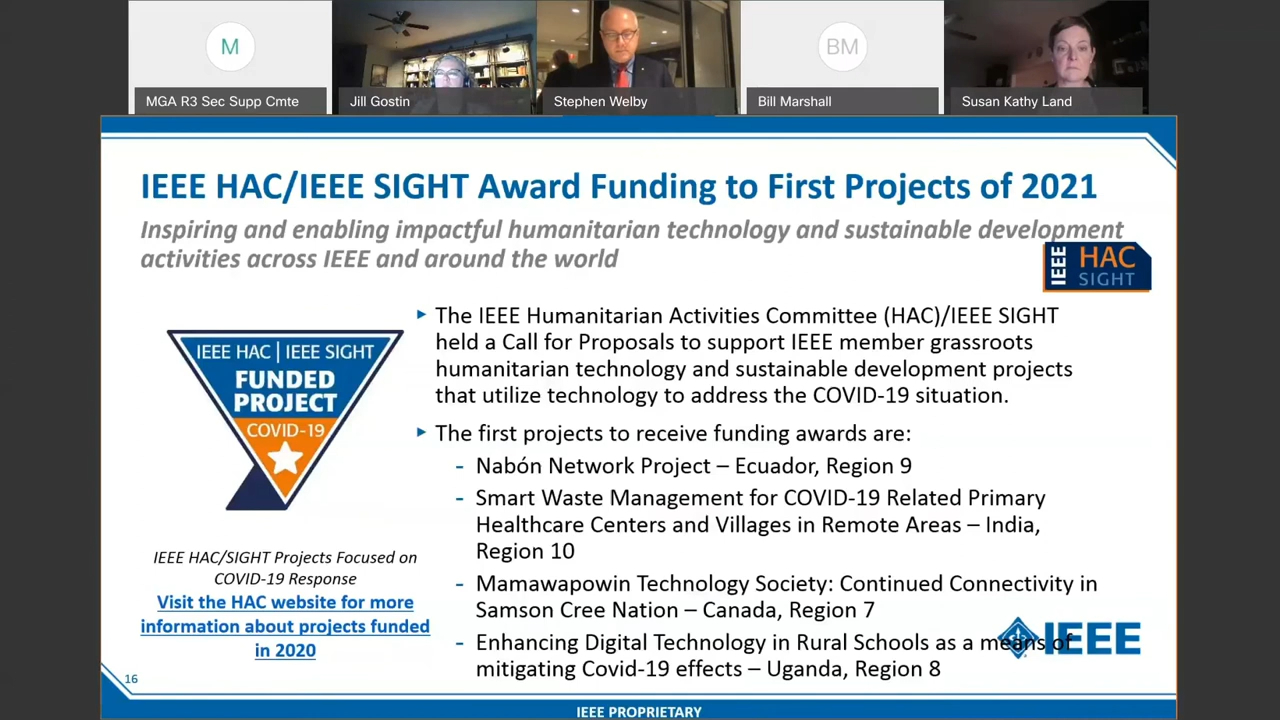 M
BM
MGA R3 Sec Supp Cmte
Jill Gostin
Stephen Welby
Bill Marshall
Susan Kathy Land
IEEE HAC/IEEE SIGHT Award Funding to First Projects of 2021
Inspiring and enabling impactful humanitarian technology and sustainable development
activities across IEEE and around the world
IEEE
HAC
SIGHT
IEEE HAC | IEEE SIGHT
FUNDED
PROJECT
COVID-19
IEEE HAC/SIGHT Projects Focused on
COVID-19 Response
Visit the HAC website for more
information about projects funded
in 2020
The IEEE Humanitarian Activities Committee (HAC)/IEEE SIGHT
held a Call for Proposals to support IEEE member grassroots
humanitarian technology and sustainable development projects
that utilize technology to address the COVID-19 situation.
The first projects to receive funding awards are:
- Nabón Network Project – Ecuador, Region 9
- Smart Waste Management for COVID-19 Related Primary
Healthcare Centers and Villages in Remote Areas – India,
Region 10
- Mamawapowin Technology Society: Continued Connectivity in
Samson Cree Nation – Canada, Region 7
- Enhancing Digital Technology in Rural Schools as a means of
mitigating Covid-19 effects – Uganda, Region 8
IEEE
16
IEEE PROPRIETARY